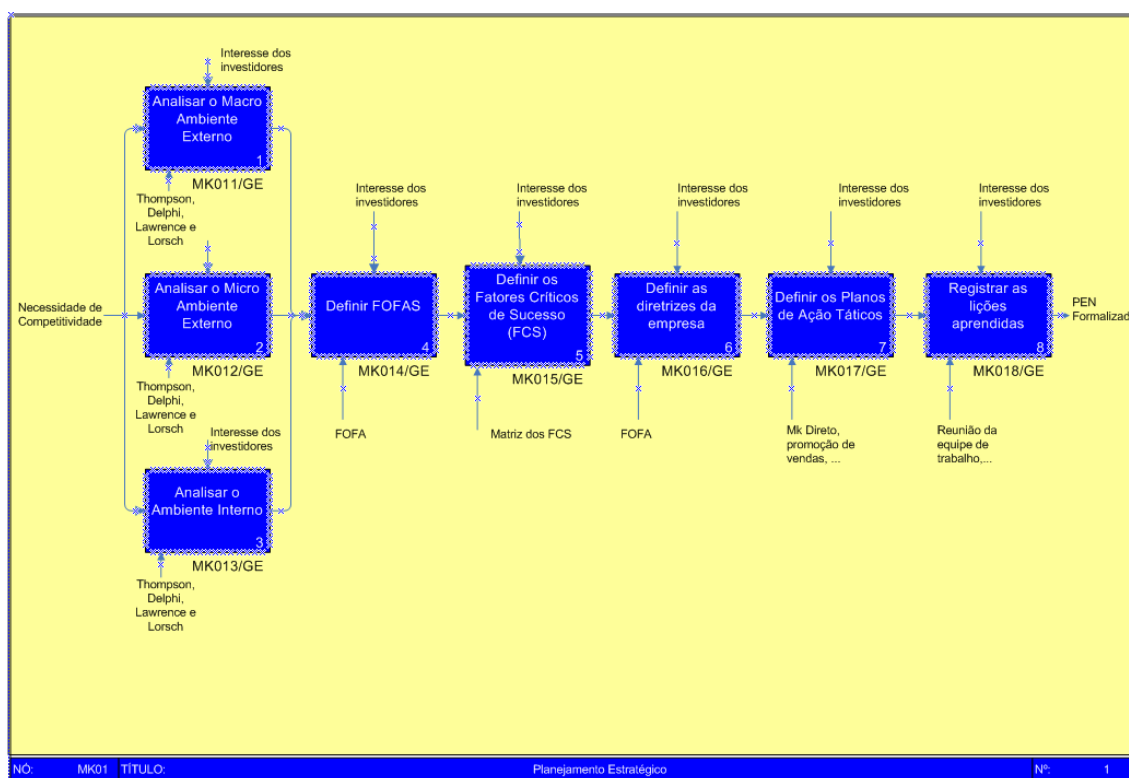 Interesse dos
investidores
Analisar o Macro
Ambiente
Externo
1
MK011/GE
Thompson,
Delphi,
Lawrence e
Lorsch
Necessidade de
Competitividade
Analisar o Micro
Ambiente
Externo
2
MK012/GE
Thompson,
Delphi,
Lawrence e
Lorsch
Interesse dos
investidores
Analisar o
Ambiente Interno
3
MK013/GE
Thompson,
Delphi,
Lawrence e
Lorsch
Interesse dos
investidores
Definir FOFAS
4
MK014/GE
FOFA
Interesse dos
investidores
Definir os
Fatores Críticos
de Sucesso
(FCS)
5
MK015/GE
Matriz dos FCS
Interesse dos
investidores
Definir as
diretrizes da
empresa
6
MK016/GE
FOFA
Interesse dos
investidores
Definir os Planos
de Ação Táticos
7
MK017/GE
Mk Direto,
promoção de
vendas, ...
Interesse dos
investidores
Registrar as
lições
aprendidas
8
MK018/GE
Reunião da
equipe de
trabalho,...
PEN
Formalizad
NÓ: MK01 TÍTULO: Planejamento Estratégico Nº: 1